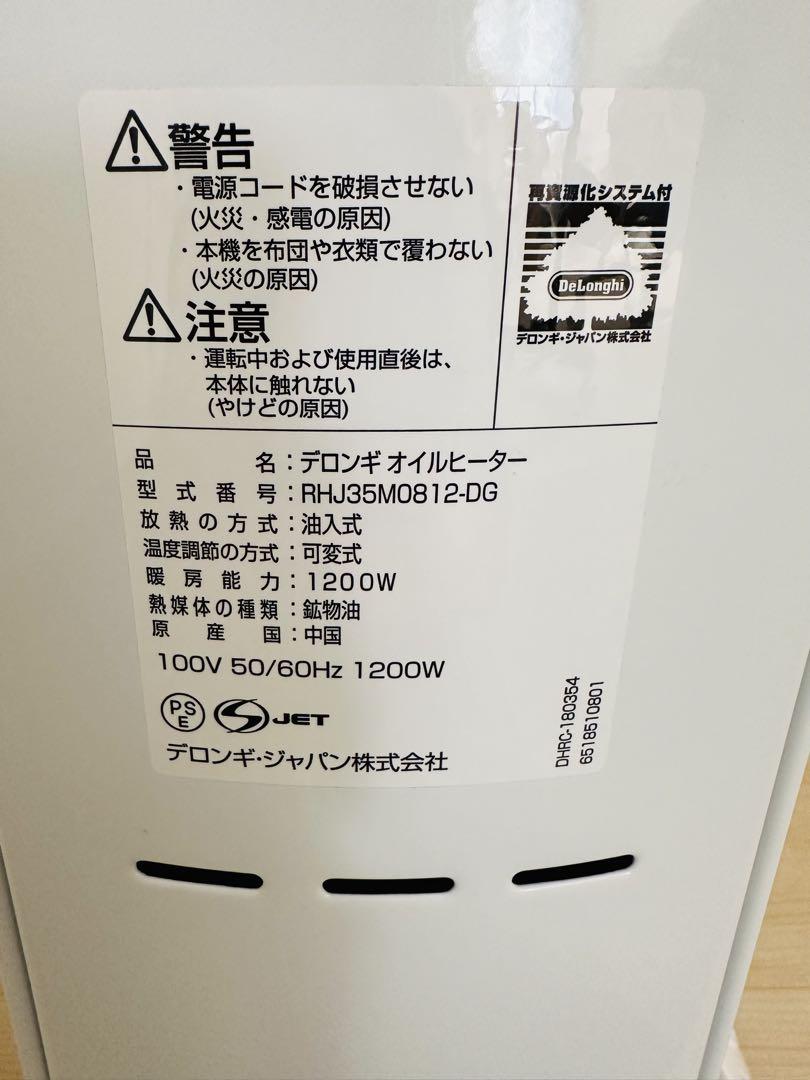 警告
・電源コードを破損させない
(火災・感電の原因)
・本機を布団や衣類で覆わない
(火災の原因)
注意
・運転中および使用直後は、
本体に触れない
(やけどの原因)
再資源化システム付
DeLonghi
デロンギ・ジャパン株式会社
品名：デロンギ オイルヒーター
型式番号：RHJ35M0812-DG
放熱の方式：油入式
温度調節の方式：可変式
暖房能力：1200W
熱媒体の種類：鉱物油
原産国：中国
100V 50/60Hz 1200W
PSE
S JET
デロンギ・ジャパン株式会社
DHRC-180354
6518510801